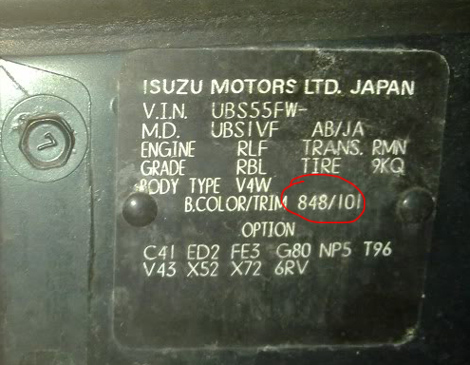 ISUZU MOTORS LTD. JAPAN
V.I.N. UBS55FW-
M.D. UBS1VF AB/JA
ENGINE RLF TRANS. RMN
GRADE RBL TIRE 9KQ
BODY TYPE V4W
B.COLOR/TRIM 848/101
OPTION
C41 ED2 FE3 G80 NP5 T96
V43 X52 X72 6RV
7